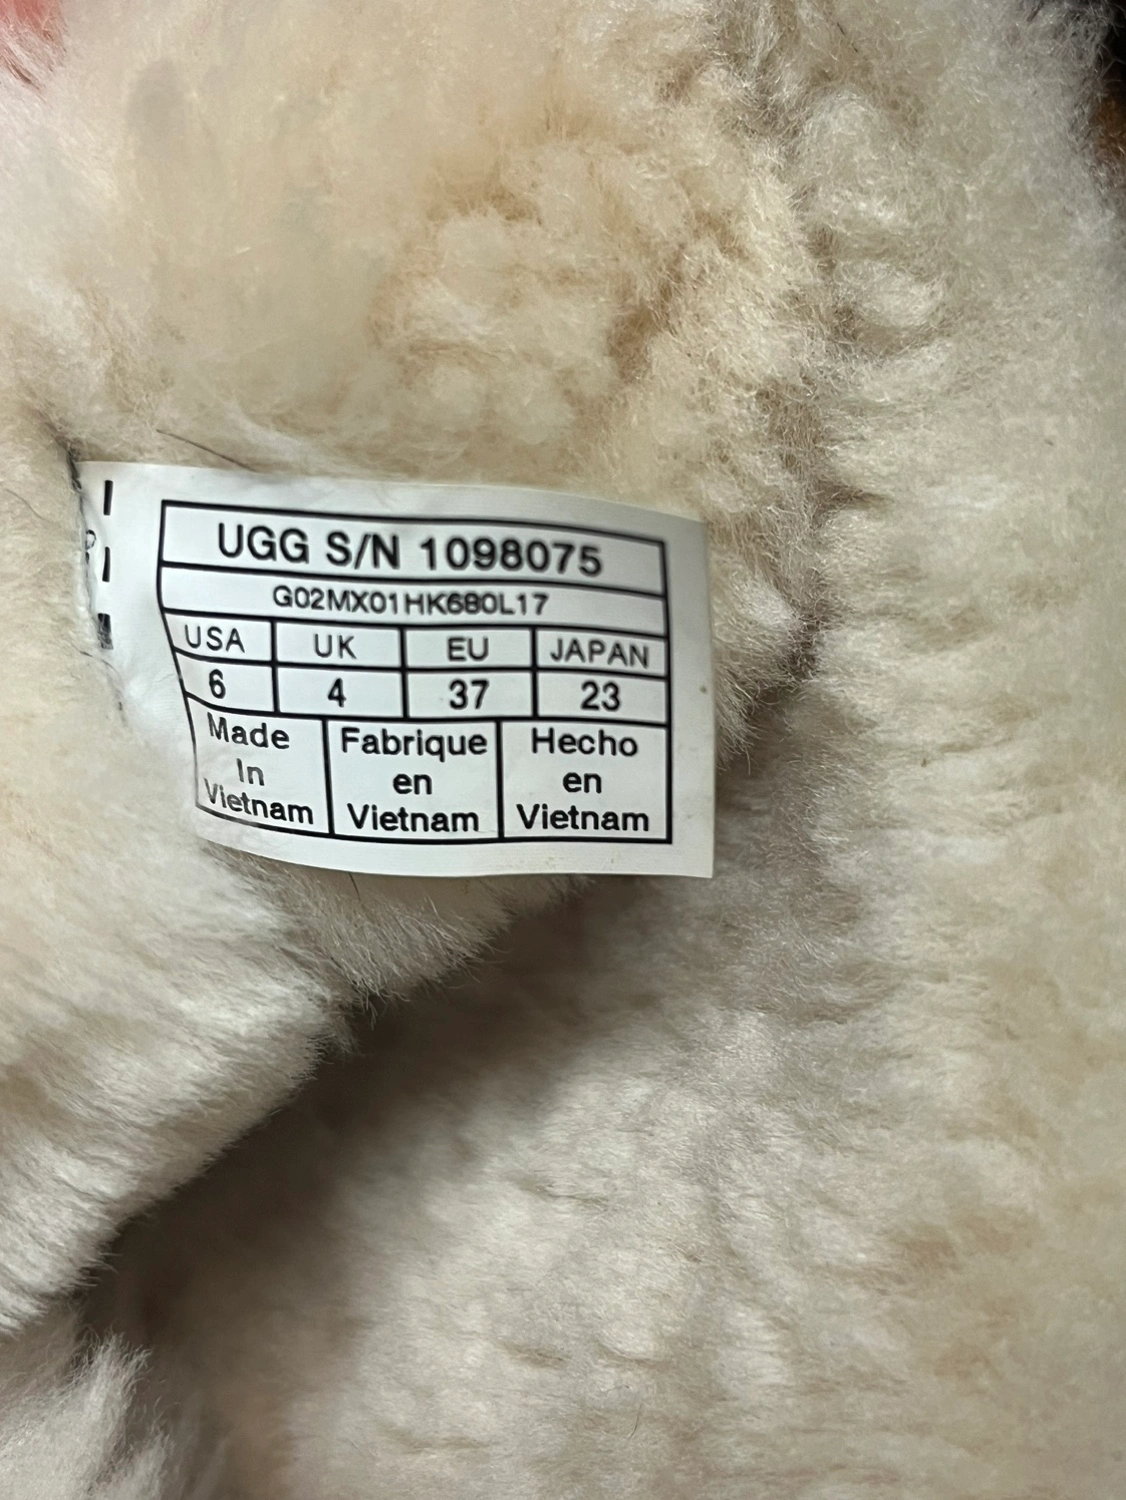 UGG S/N 1098075
G02MX01HK680L17
USA UK EU JAPAN
6 4 37 23
Made In Vietnam
Fabrique en Vietnam
Hecho en Vietnam